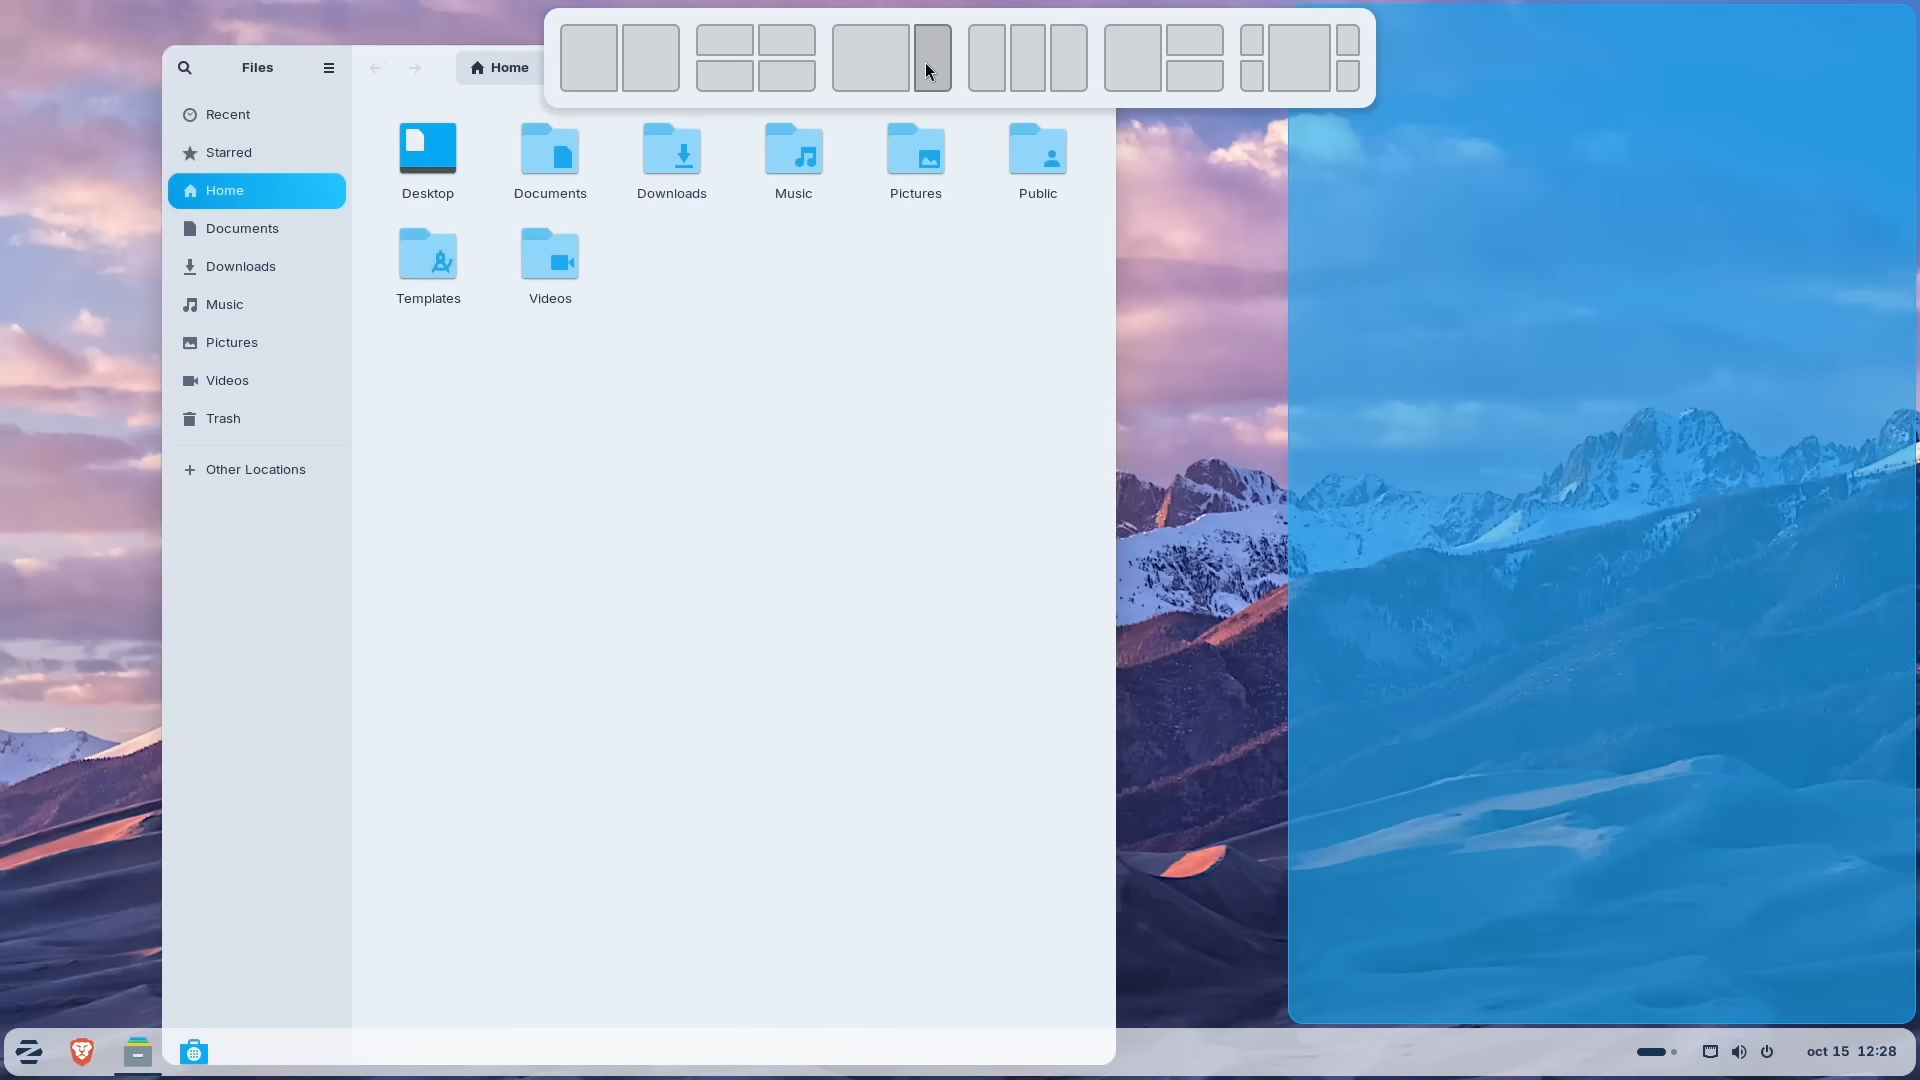 Files
Home
Recent
Starred
Home
Documents
Downloads
Music
Pictures
Videos
Trash
Other Locations
Desktop
Documents
Downloads
Music
Pictures
Public
Templates
Videos
oct 15 12:28